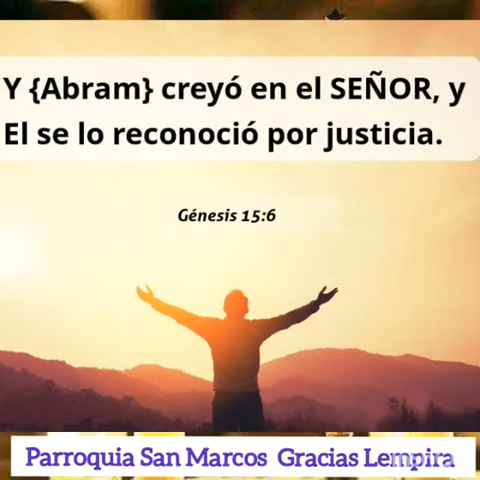 Y {Abram} creyó en el SEÑOR, y
El se lo reconoció por justicia.
Génesis 15:6
Parroquia San Marcos Gracias Lempira